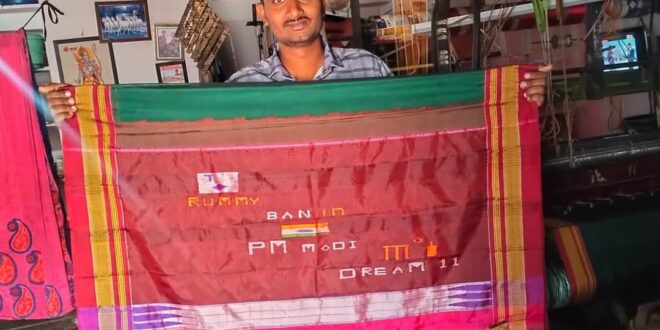 RUMMY
BAN IN
PM MODI
DREAM 11